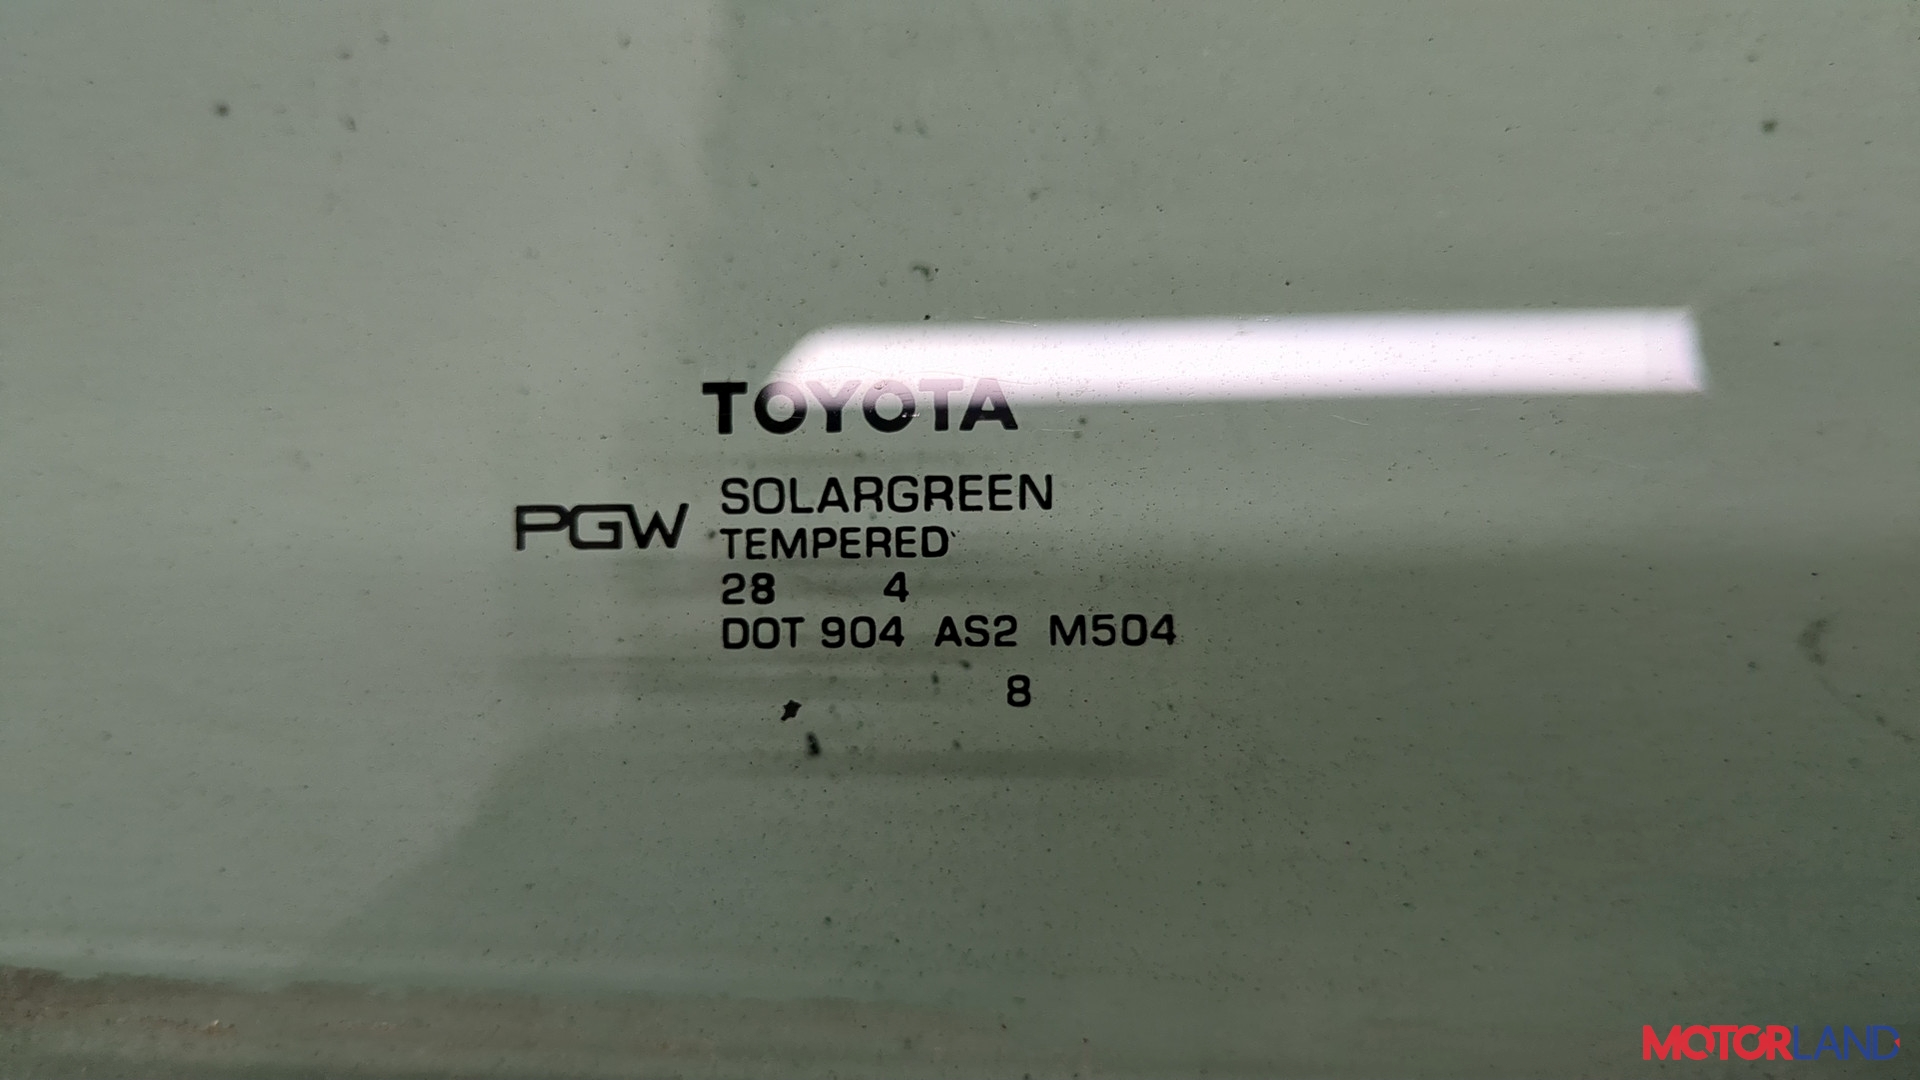 TOYOTA
PGW
SOLARGREEN
TEMPERED
28 4
DOT 904 AS2 M504
8
MOTORLAND